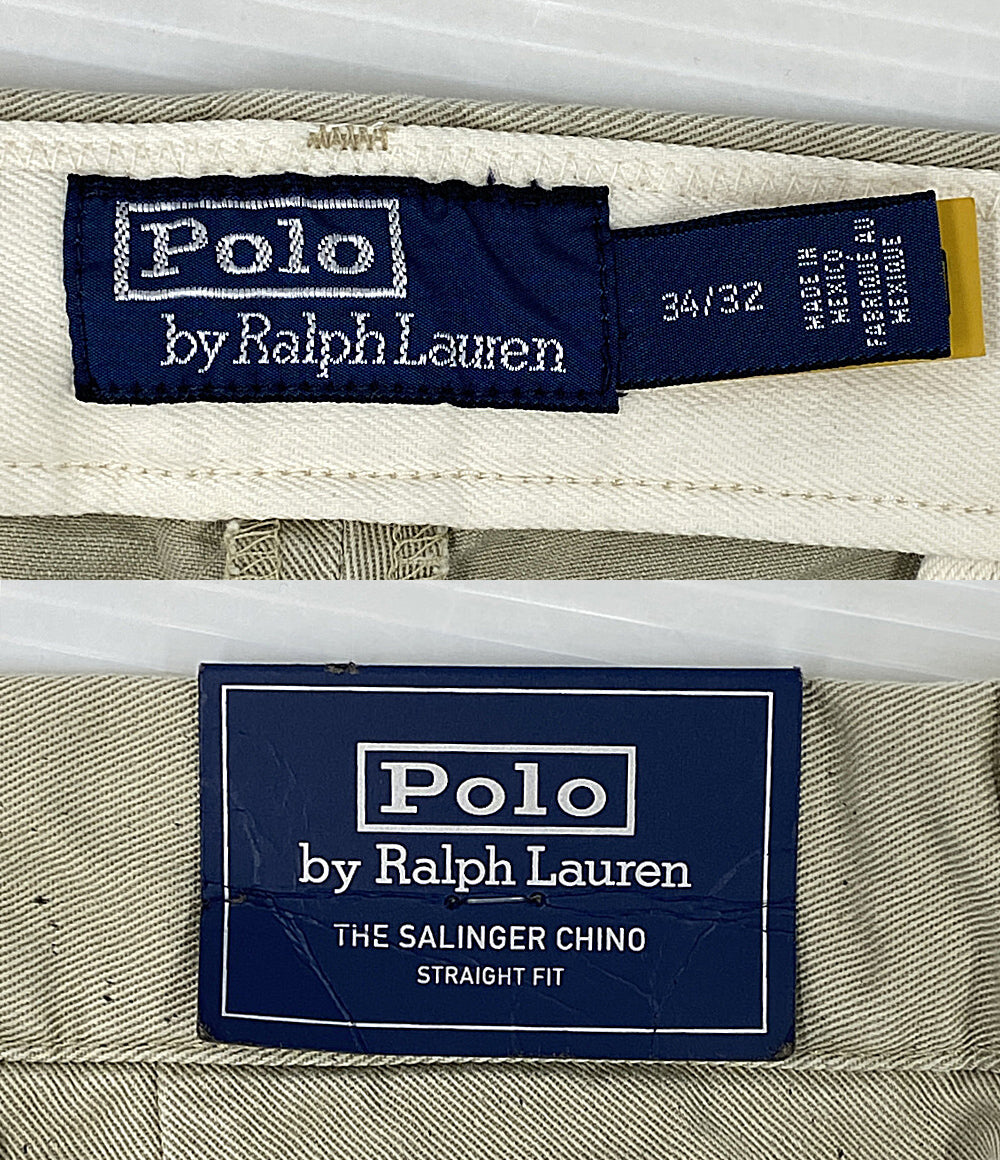 Polo
by Ralph Lauren
34/32
MADE IN
MEXICO
FABRIQUÉ AU
MEXIQUE
Polo
by Ralph Lauren
THE SALINGER CHINO
STRAIGHT FIT